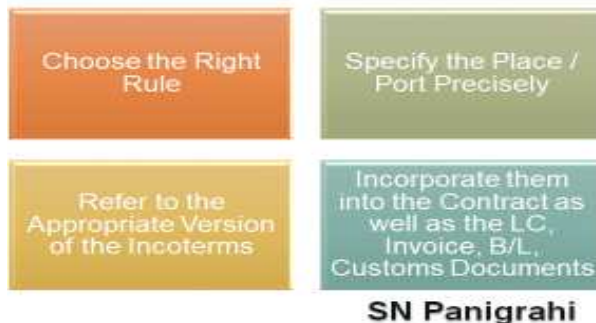 Choose the Right
Rule
Specify the Place /
Port Precisely
Refer to the
Appropriate Version
of the Incoterms
Incorporate them
into the Contract as
well as the LC,
Invoice, B/L,
Customs Documents
SN Panigrahi